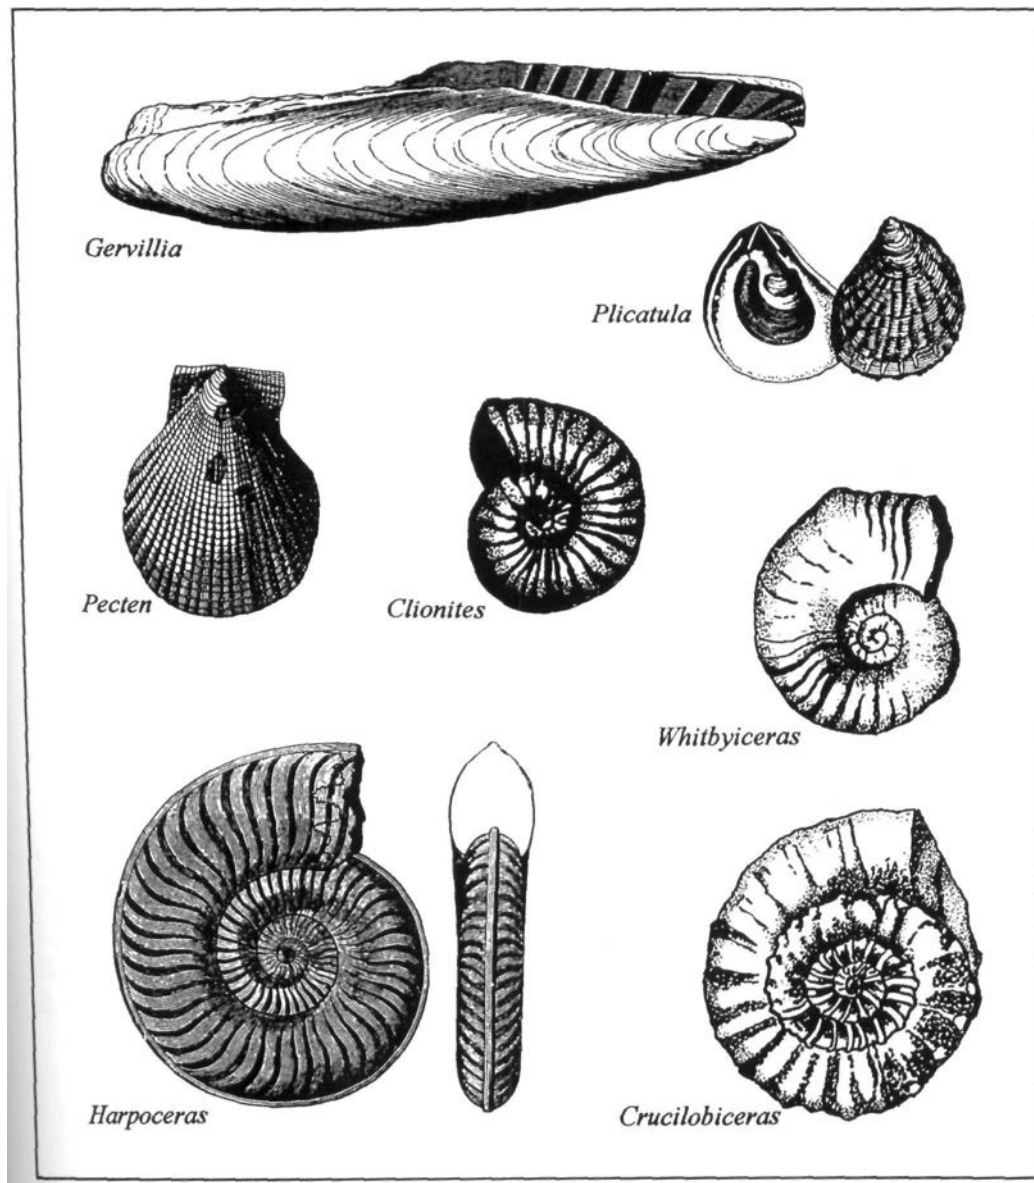 Gervillia
Plicatula
Pecten
Clionites
Whitbyiceras
Harpoceras
Crucilobiceras